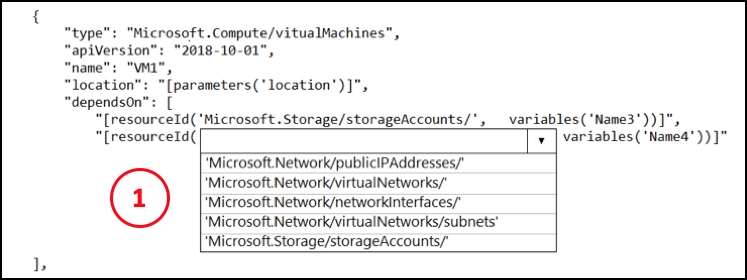 {
"type": "Microsoft.Compute/vitualMachines",
"apiVersion": "2018-10-01",
"name": "VM1",
"location": "[parameters('location')]",
"dependsOn": [
"[resourceId('Microsoft.Storage/storageAccounts/', variables('Name3'))]",
"[resourceId( ▼ variables('Name4'))]"
'Microsoft.Network/publicIPAddresses/'
'Microsoft.Network/virtualNetworks/'
'Microsoft.Network/networkInterfaces/'
'Microsoft.Network/virtualNetworks/subnets'
'Microsoft.Storage/storageAccounts/'
1
],